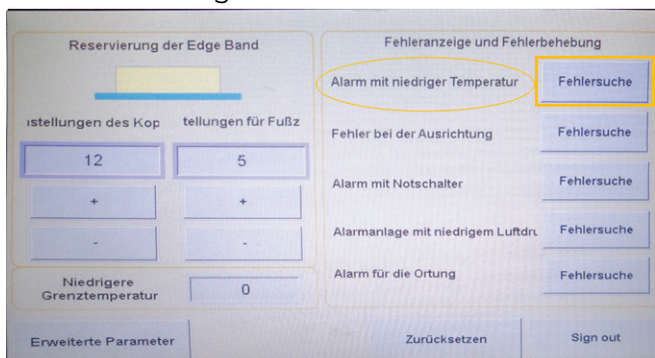 Reservierung der Edge Band
istellungen des Kop
tellungen für Fußz
12
5
+
+
-
-
Niedrigere
Grenztemperatur
0
Erweiterte Parameter
Fehleranzeige und Fehlerbehebung
Alarm mit niedriger Temperatur
Fehlersuche
Fehler bei der Ausrichtung
Fehlersuche
Alarm mit Notschalter
Fehlersuche
Alarmanlage mit niedrigem Luftdru
Fehlersuche
Alarm für die Ortung
Fehlersuche
Zurücksetzen
Sign out